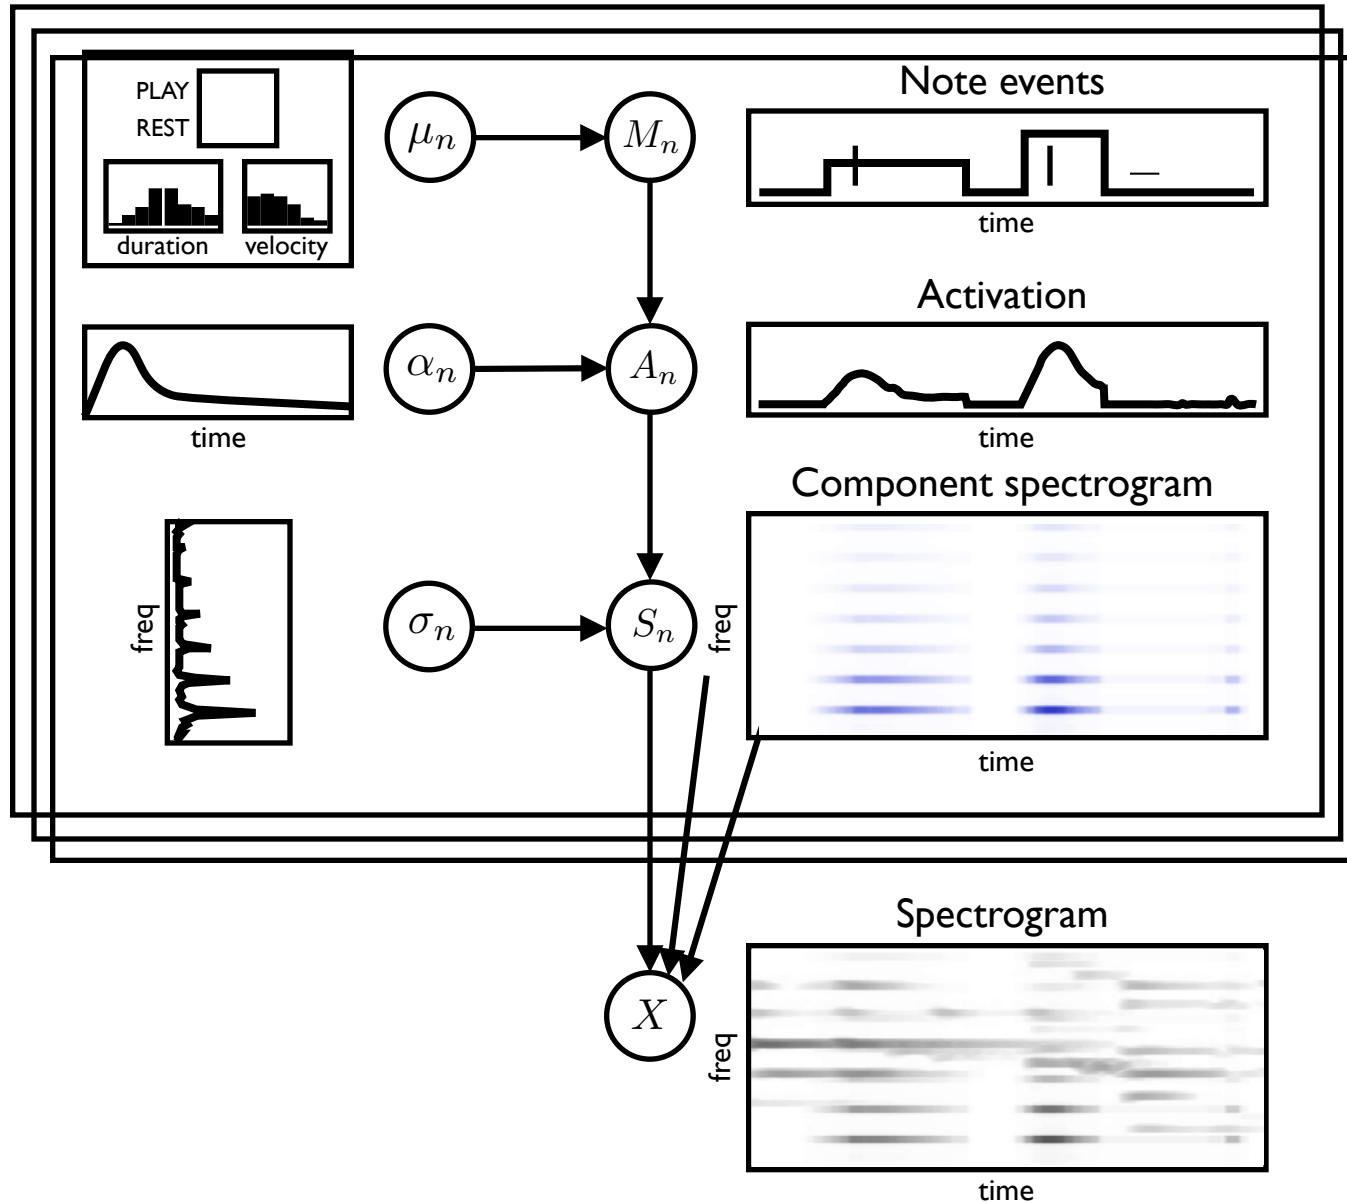 PLAY
REST
duration
velocity
μₙ
Mₙ
Note events
time
time
αₙ
Aₙ
Activation
time
freq
σₙ
Sₙ
Component spectrogram
freq
time
X
Spectrogram
freq
time